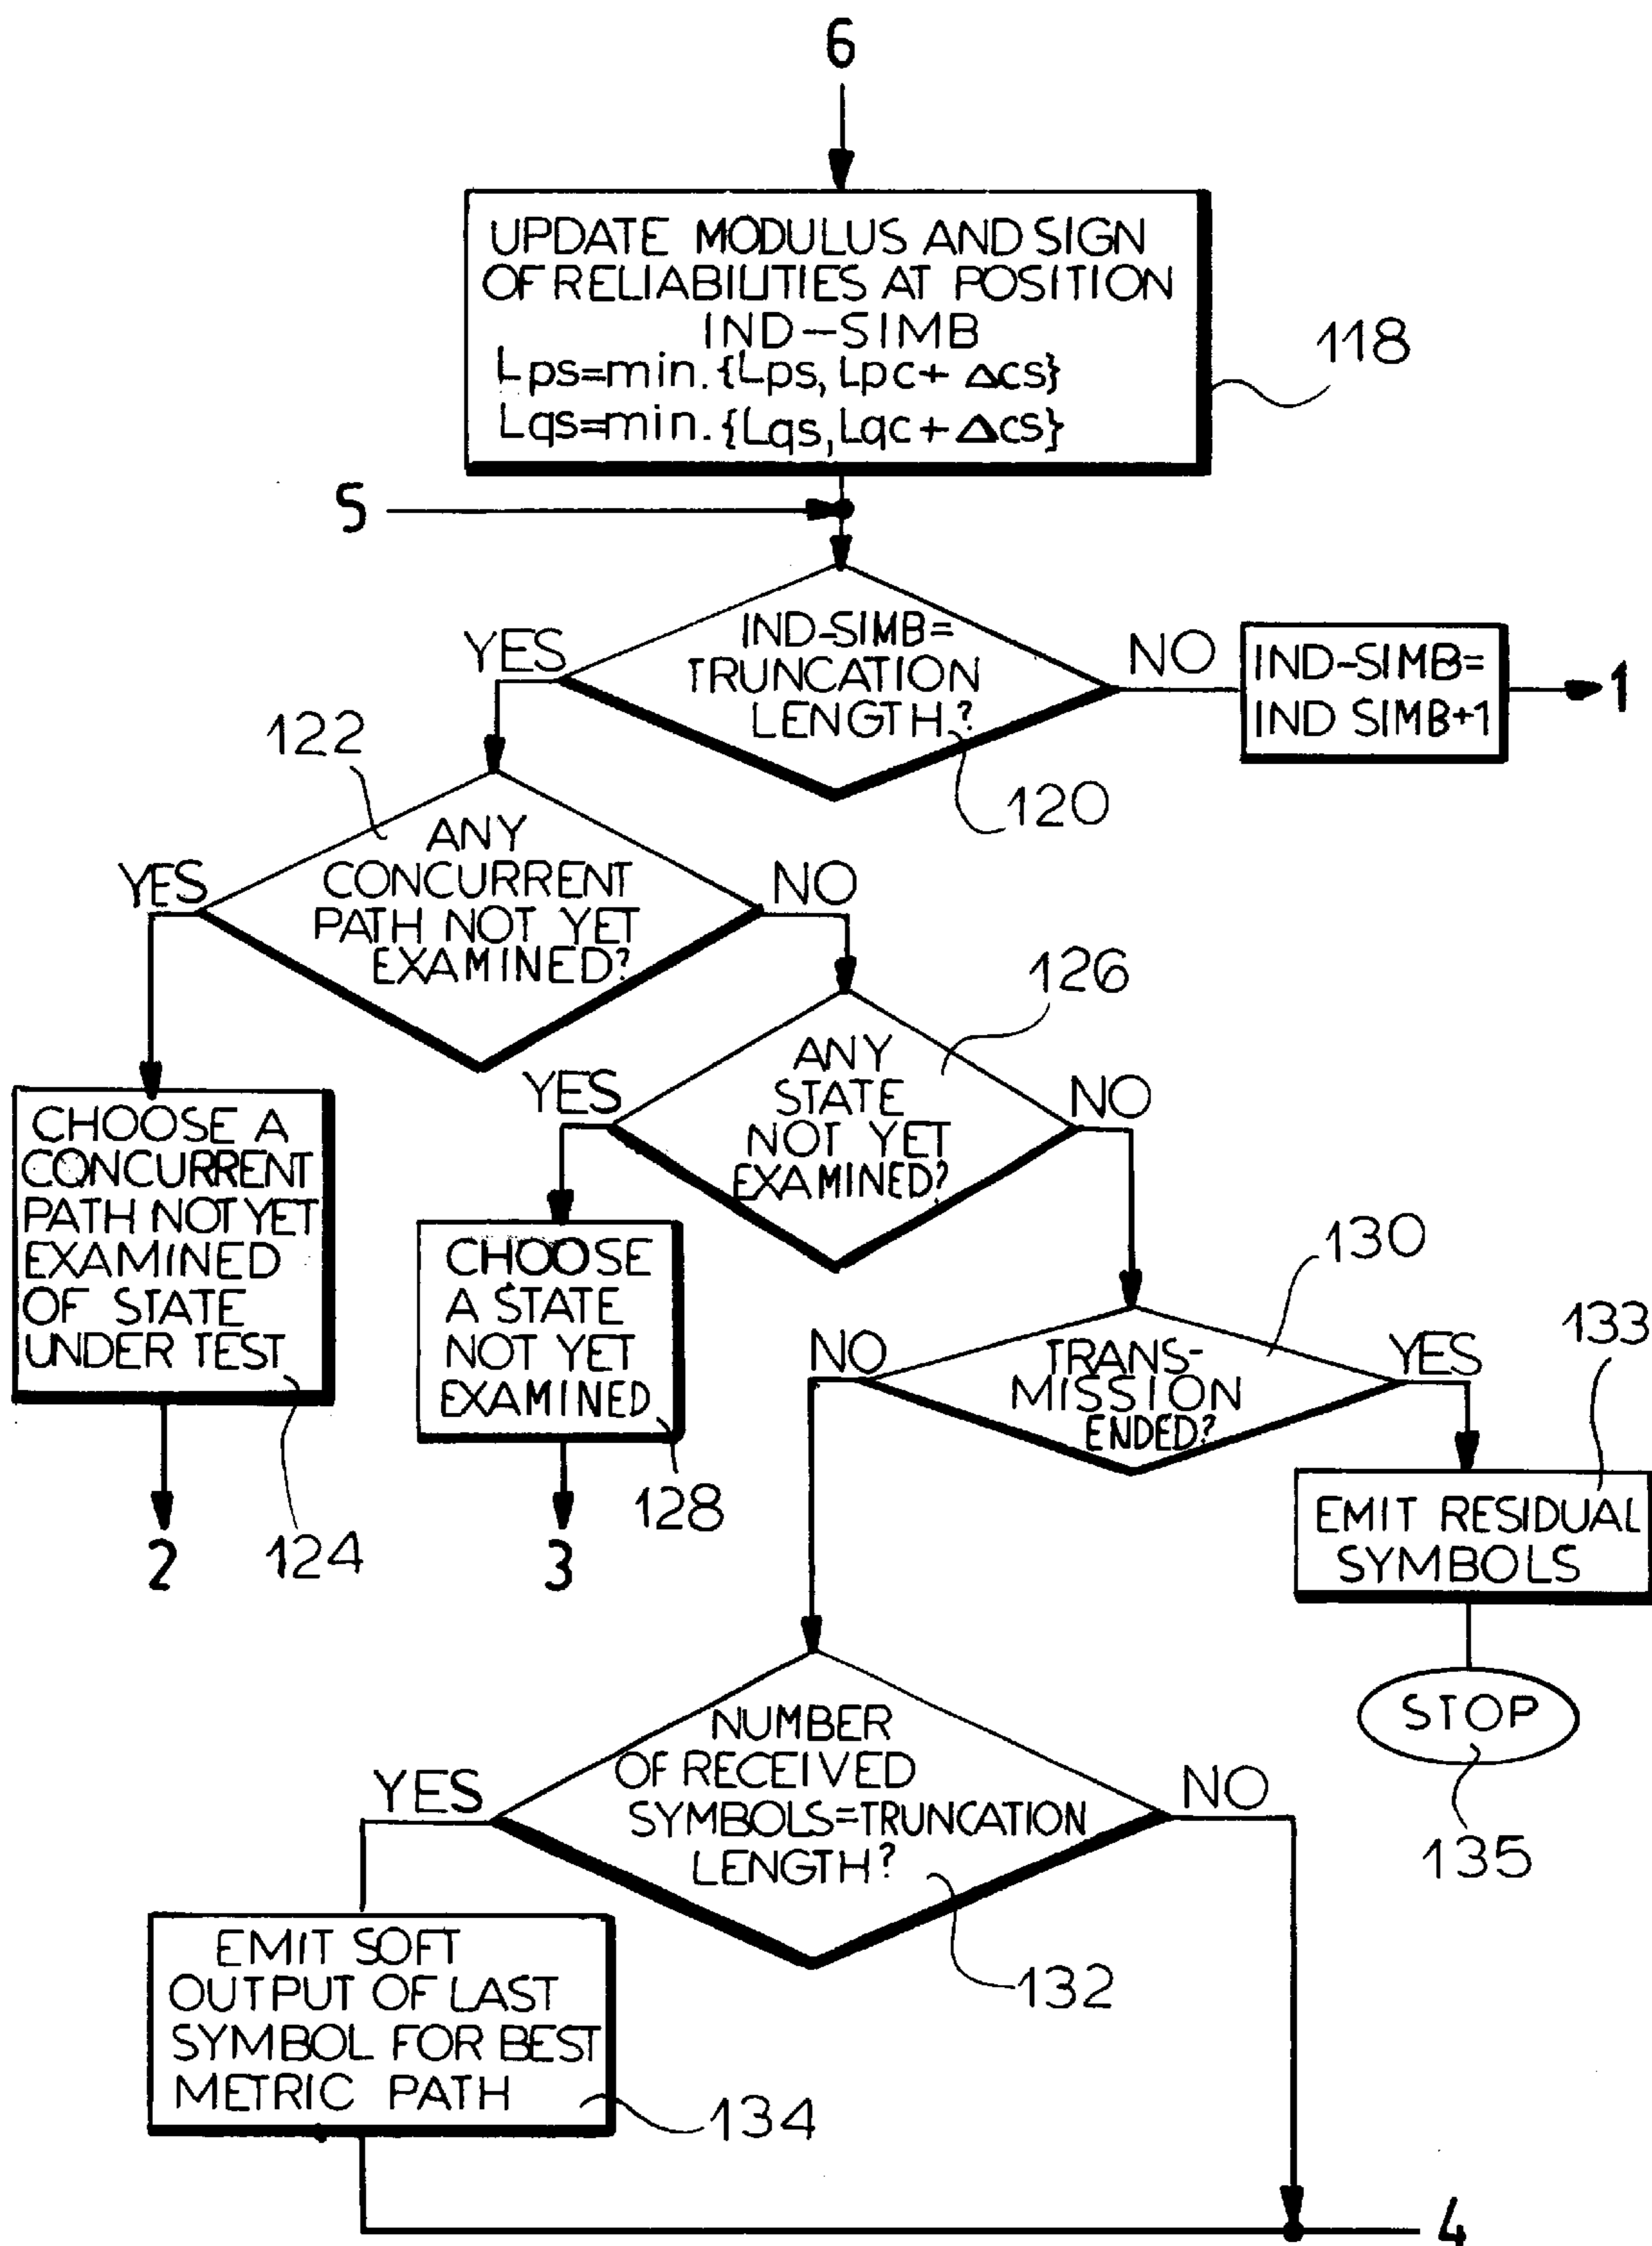 6
UPDATE MODULUS AND SIGN
OF RELIABILITIES AT POSITION
IND-SIMB
Lps=min.{Lps, Lpc+ Δcs}
Lqs=min.{Lqs, Lqc+ Δcs}
118
5
IND-SIMB=
TRUNCATION
LENGTH?
YES
NO
IND-SIMB=
IND SIMB+1
1
120
122
ANY
CONCURRENT
PATH NOT YET
EXAMINED?
YES
NO
126
ANY
STATE
NOT YET
EXAMINED?
YES
NO
CHOOSE A
CONCURRENT
PATH NOT YET
EXAMINED
OF STATE
UNDER TEST
124
2
CHOOSE
A STATE
NOT YET
EXAMINED
128
3
130
TRANS-
MISSION
ENDED?
NO
YES
133
EMIT RESIDUAL
SYMBOLS
STOP
135
NUMBER
OF RECEIVED
SYMBOLS=TRUNCATION
LENGTH?
YES
NO
132
EMIT SOFT
OUTPUT OF LAST
SYMBOL FOR BEST
METRIC PATH
134
4